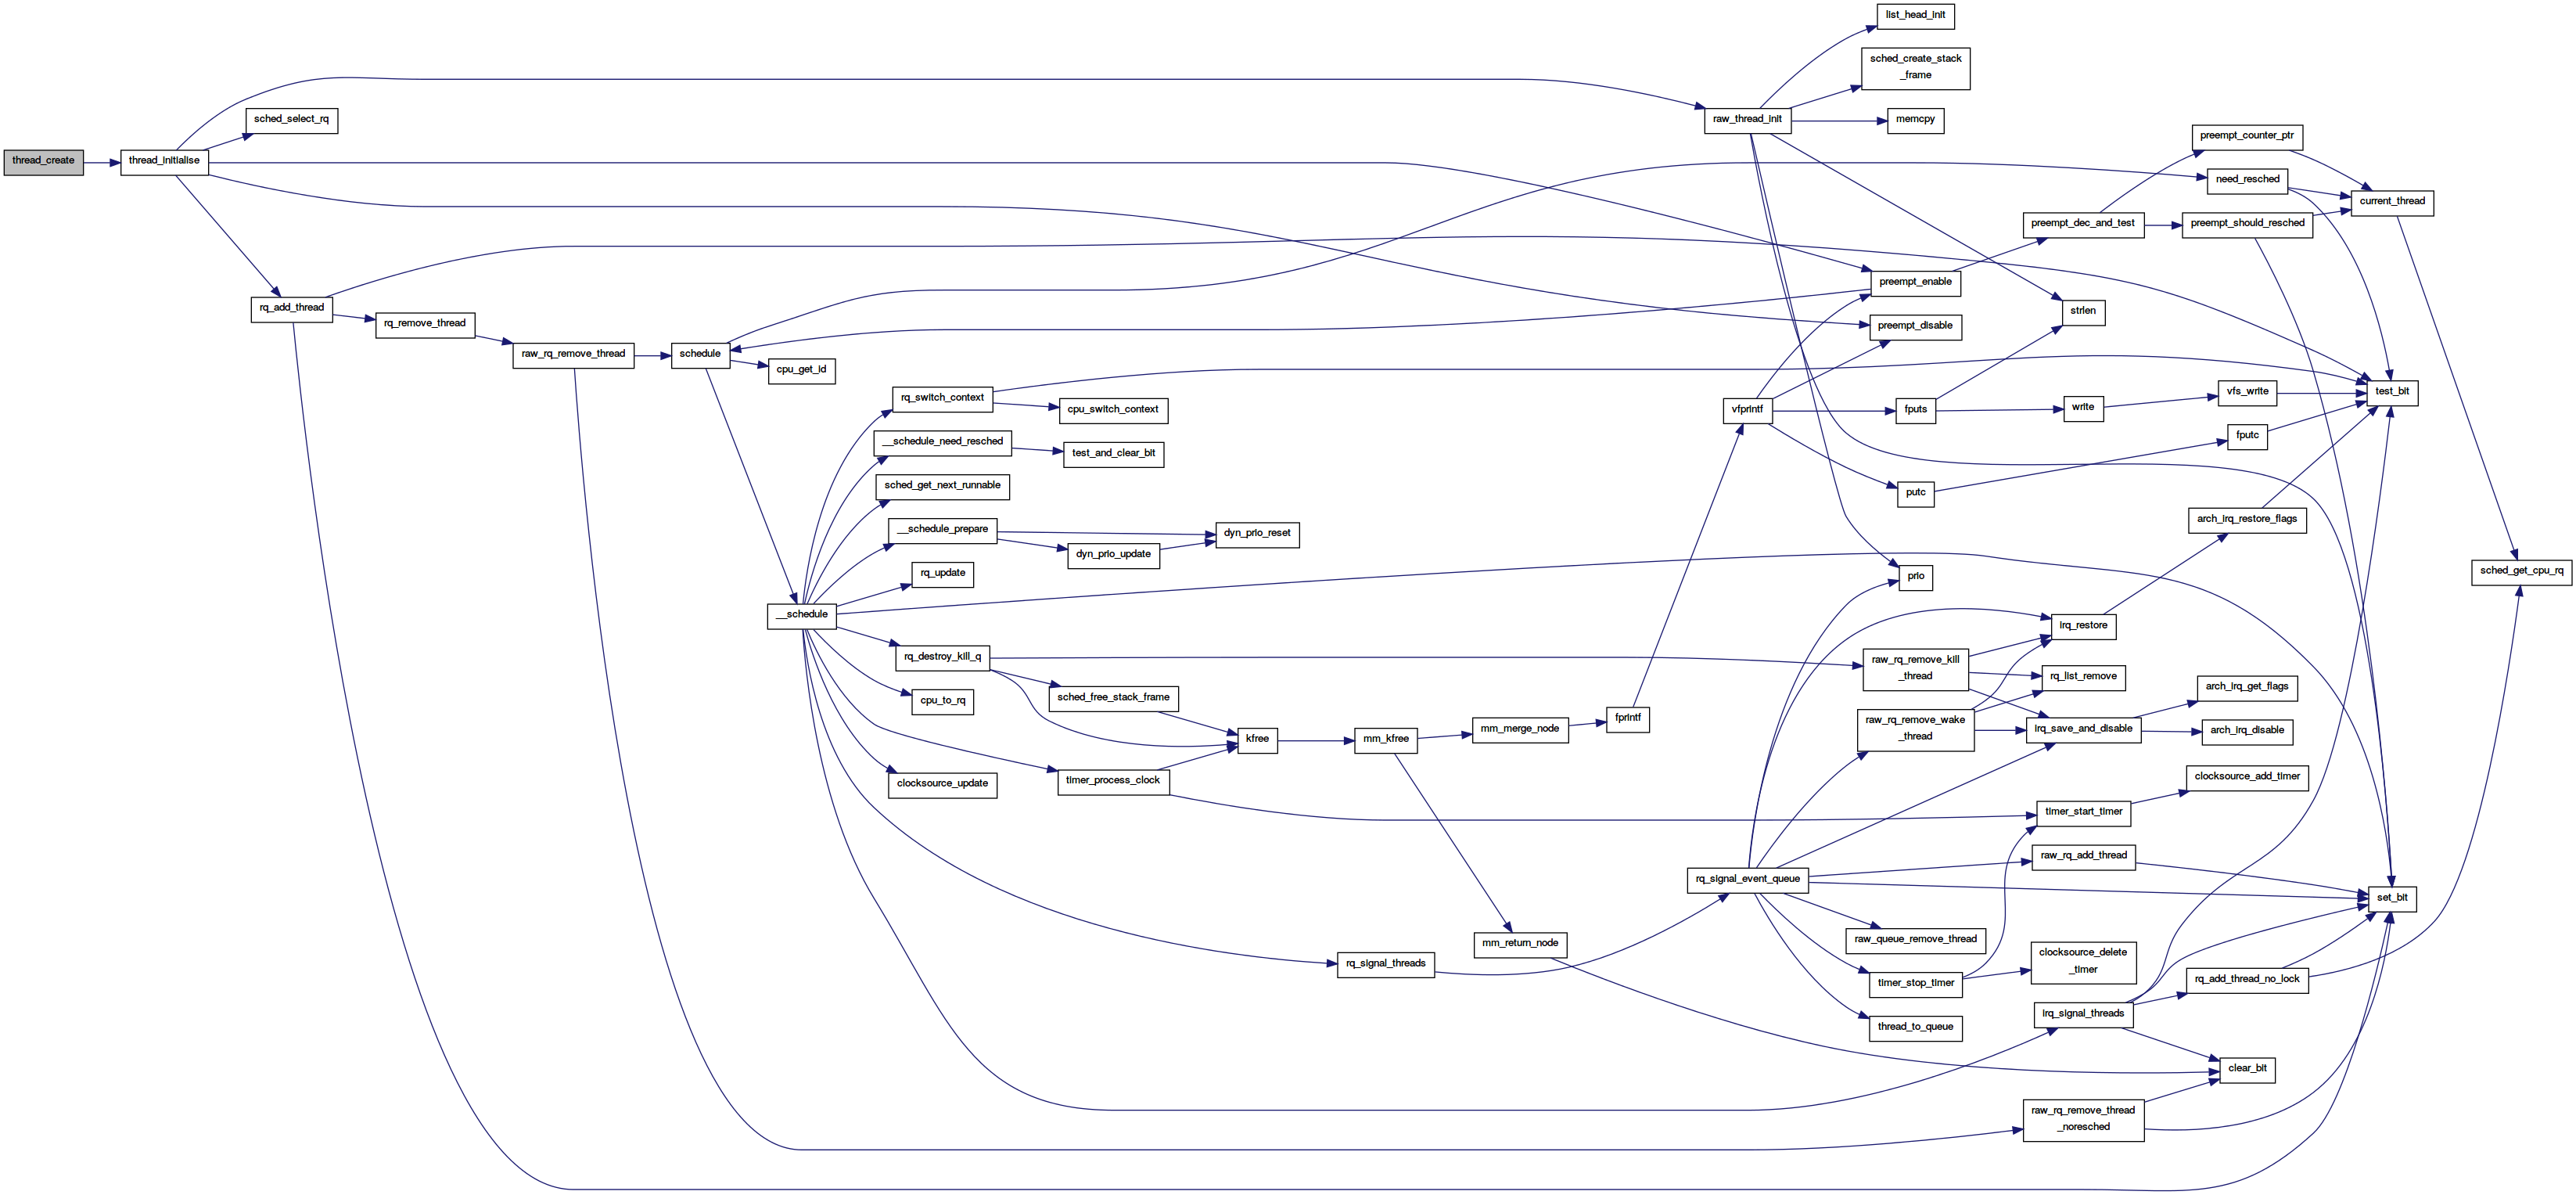 thread_create
thread_initialise
sched_select_rq
rq_add_thread
rq_remove_thread
raw_rq_remove_thread
schedule
cpu_get_id
__schedule
rq_switch_context
__schedule_need_resched
sched_get_next_runnable
__schedule_prepare
rq_update
rq_destroy_kill_q
cpu_to_rq
clocksource_update
cpu_switch_context
test_and_clear_bit
dyn_prio_update
dyn_prio_reset
sched_free_stack_frame
timer_process_clock
kfree
mm_kfree
rq_signal_threads
mm_merge_node
mm_return_node
fprintf
raw_thread_init
vfprintf
rq_signal_event_queue
list_head_init
sched_create_stack
_frame
memcpy
preempt_enable
preempt_disable
fputs
putc
prio
raw_rq_remove_kill
_thread
raw_rq_remove_wake
_thread
raw_queue_remove_thread
timer_stop_timer
thread_to_queue
preempt_dec_and_test
strlen
write
irq_restore
rq_list_remove
irq_save_and_disable
timer_start_timer
raw_rq_add_thread
clocksource_delete
_timer
irq_signal_threads
raw_rq_remove_thread
_noresched
preempt_counter_ptr
need_resched
preempt_should_resched
vfs_write
fputc
arch_irq_restore_flags
arch_irq_get_flags
arch_irq_disable
clocksource_add_timer
rq_add_thread_no_lock
clear_bit
current_thread
test_bit
set_bit
sched_get_cpu_rq